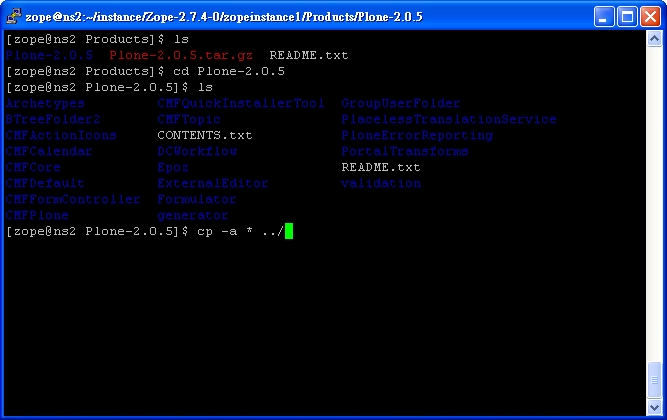 zope@ns2:~/instance/Zope-2.7.4-0/zopeinstance1/Products/Plone-2.0.5
[zope@ns2 Products]$ ls
Plone-2.0.5  Plone-2.0.5.tar.gz  README.txt
[zope@ns2 Products]$ cd Plone-2.0.5
[zope@ns2 Plone-2.0.5]$ ls
Archetypes  CMFQuickInstallerTool  GroupUserFolder
BTreeFolder2  CMFTopic  PlacelessTranslationService
CMFActionIcons  CONTENTS.txt  PloneErrorReporting
CMFCalendar  DCWorkflow  PortalTransforms
CMFCore  Epoz  README.txt
CMFDefault  ExternalEditor  validation
CMFFormController  Formulator
CMFPlone  generator
[zope@ns2 Plone-2.0.5]$ cp -a * ../